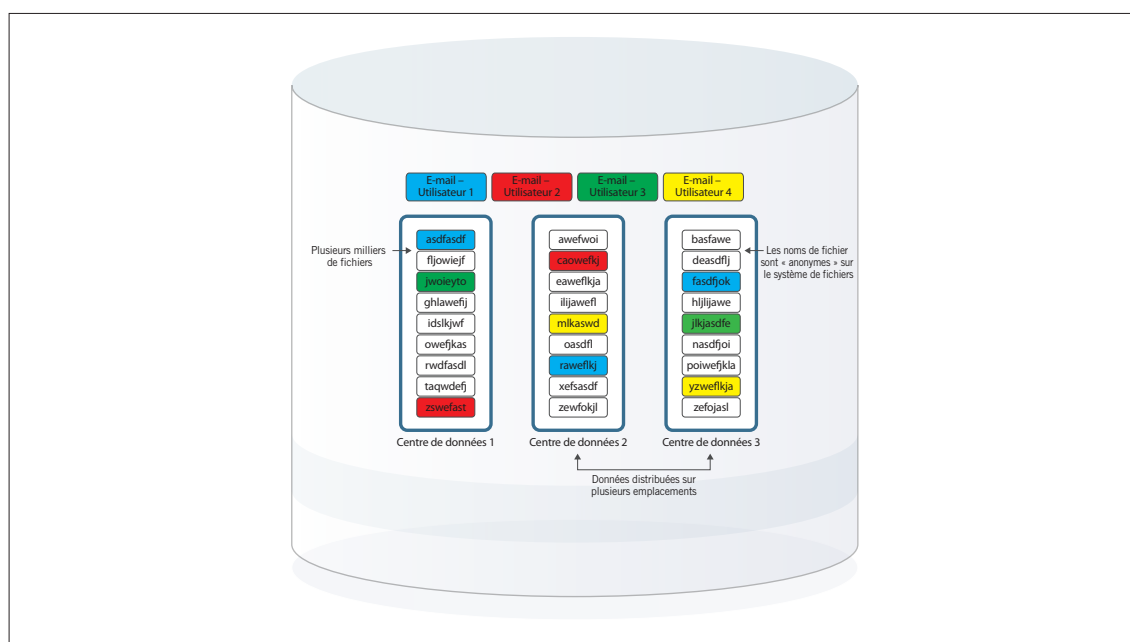 E-mail –
Utilisateur 1
E-mail –
Utilisateur 2
E-mail –
Utilisateur 3
E-mail –
Utilisateur 4
Plusieurs milliers
de fichiers
asdfasdf
fljowiejf
jwoieyto
ghlawefij
idslkjwf
owefjkas
rwdfasdl
taqwdefj
zswefast
Centre de données 1
awefwoi
caowefkj
eaweflkja
ilijawefl
mlkaswd
oasdfl
raweflkj
xefsasdf
zewfokjl
Centre de données 2
basfawe
deasdflj
fasdfjok
hljlijawe
jlkjasdfe
nasdfjoi
poiwefjkla
yzweflkja
zefojasl
Centre de données 3
Les noms de fichier
sont « anonymes » sur
le système de fichiers
Données distribuées sur
plusieurs emplacements